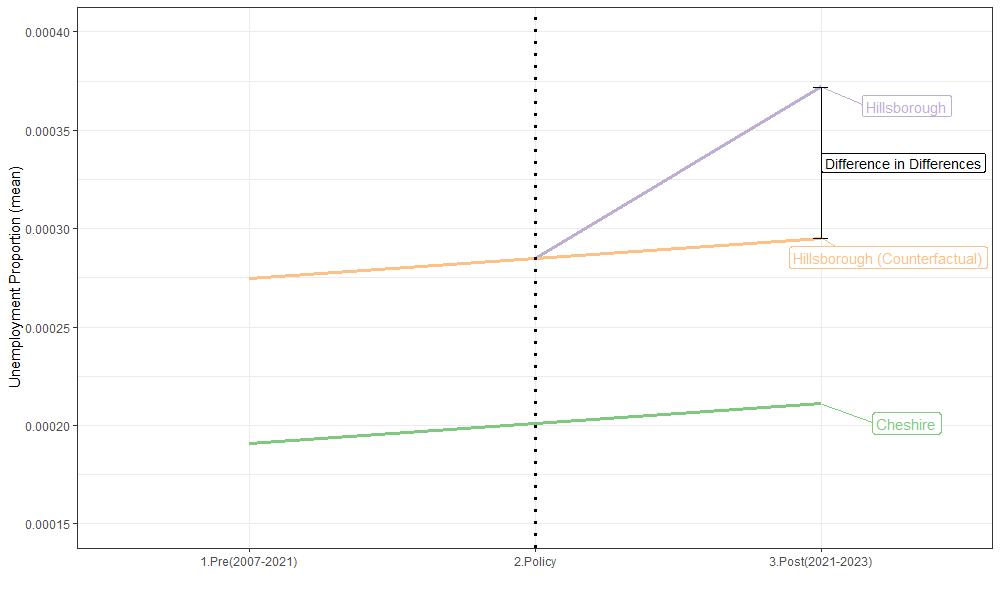 0.00040
0.00035
0.00030
0.00025
0.00020
0.00015
Unemployment Proportion (mean)
Hillsborough
Difference in Differences
Hillsborough (Counterfactual)
Cheshire
1.Pre(2007-2021)
2.Policy
3.Post(2021-2023)